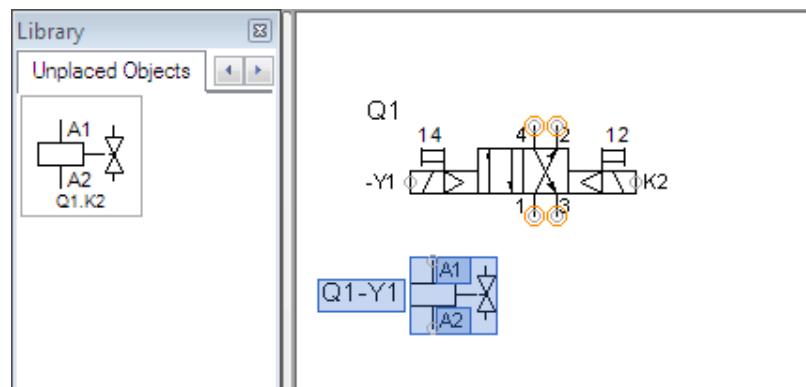 Library
Unplaced Objects
A1
A2
Q1.K2
Q1
14
4
2
12
-Y1
K2
1
3
Q1-Y1
A1
A2